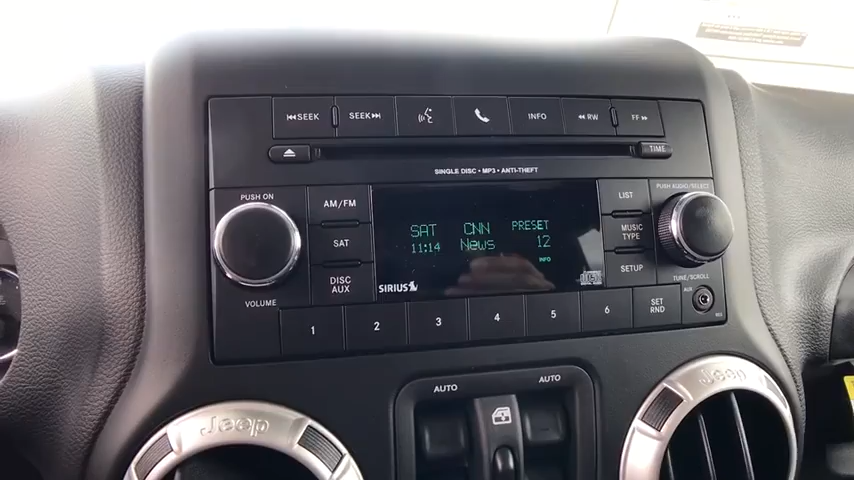 SEEK
SEEK
INFO
RW
FF
TIME
SINGLE DISC • MP3 • ANTI-THEFT
PUSH ON
VOLUME
AM/FM
SAT
DISC
AUX
SAT CNN PRESET
11:14 News 12
INFO
SIRIUS
LIST
MUSIC
TYPE
SETUP
PUSH AUDIO/SELECT
TUNE/SCROLL
AUX
1 2 3 4 5 6
SET
RND
AUTO AUTO
Jeep
Jeep